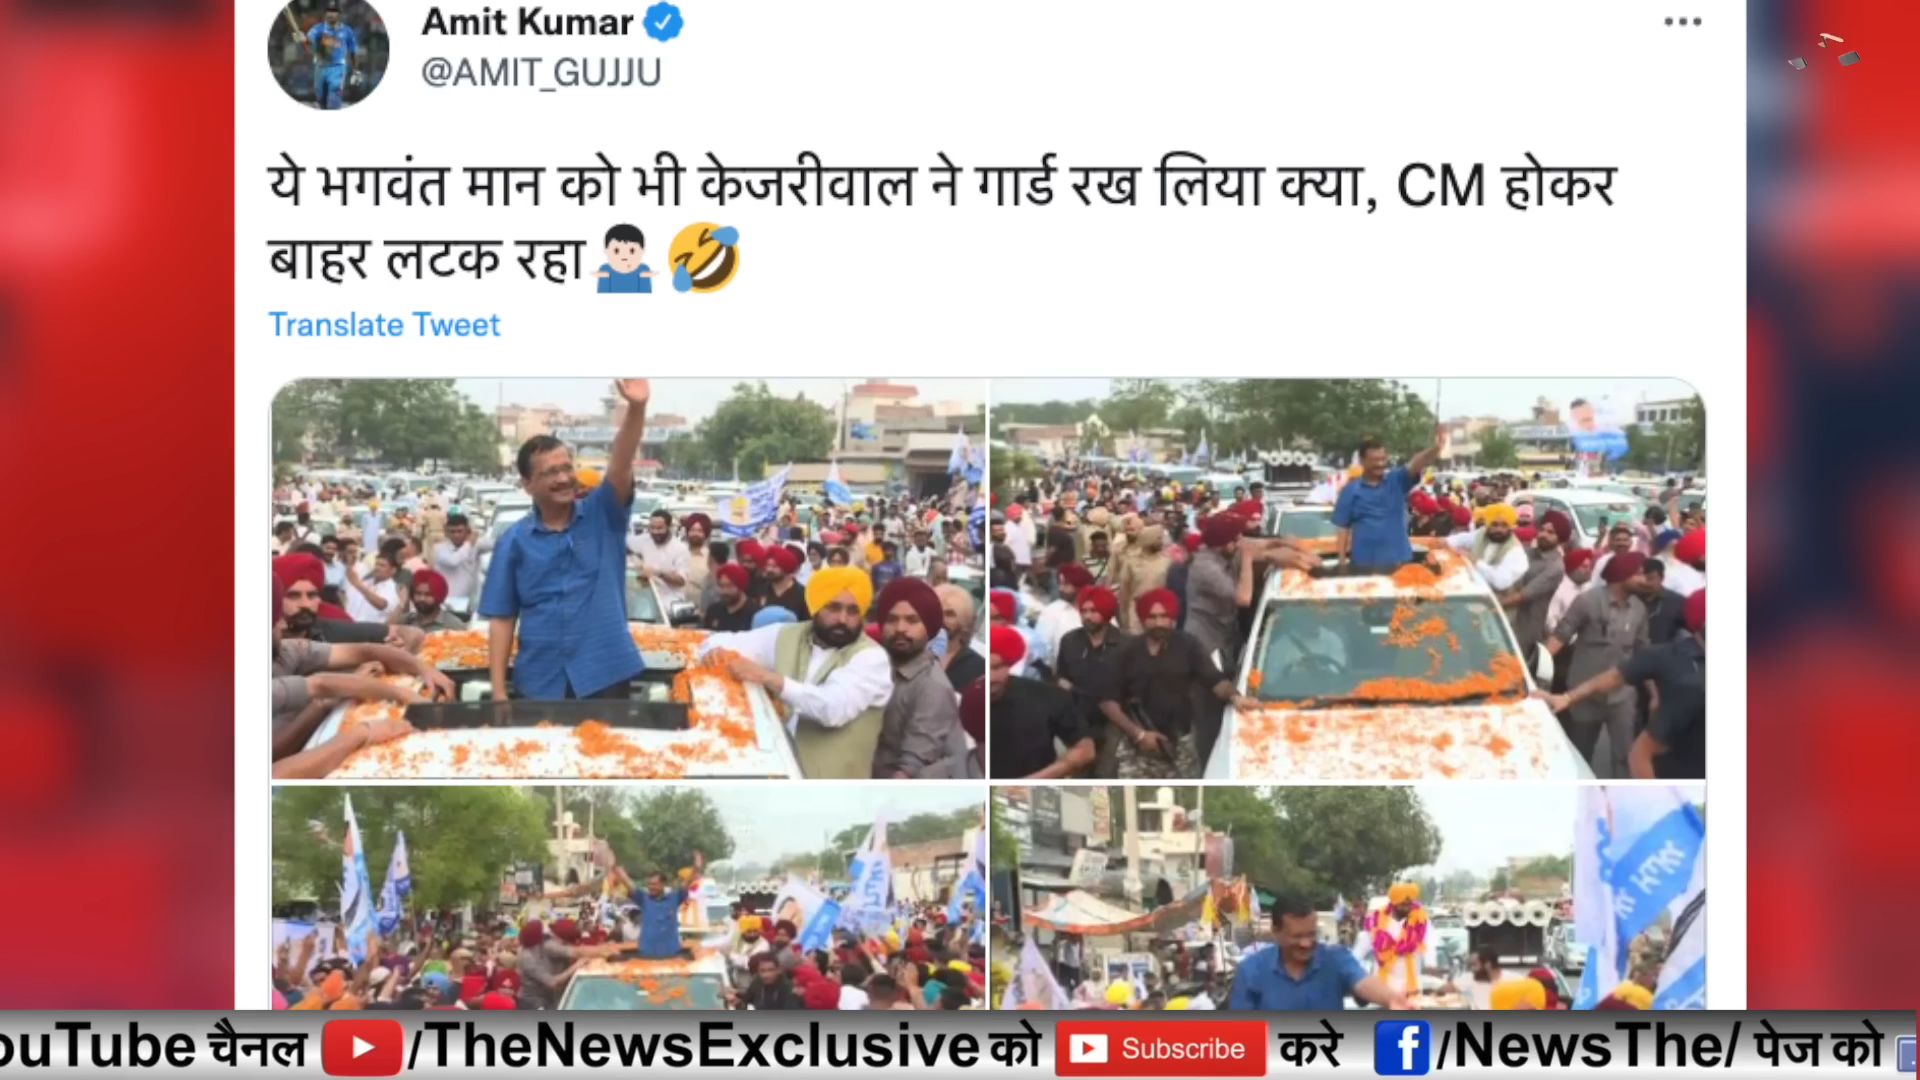 Amit Kumar
@AMIT_GUJJU
ये भगवंत मान को भी केजरीवाल ने गार्ड रख लिया क्या, CM होकर
बाहर लटक रहा
Translate Tweet
ouTube चैनल /TheNewsExclusive को Subscribe करे /NewsThe/ पेज को